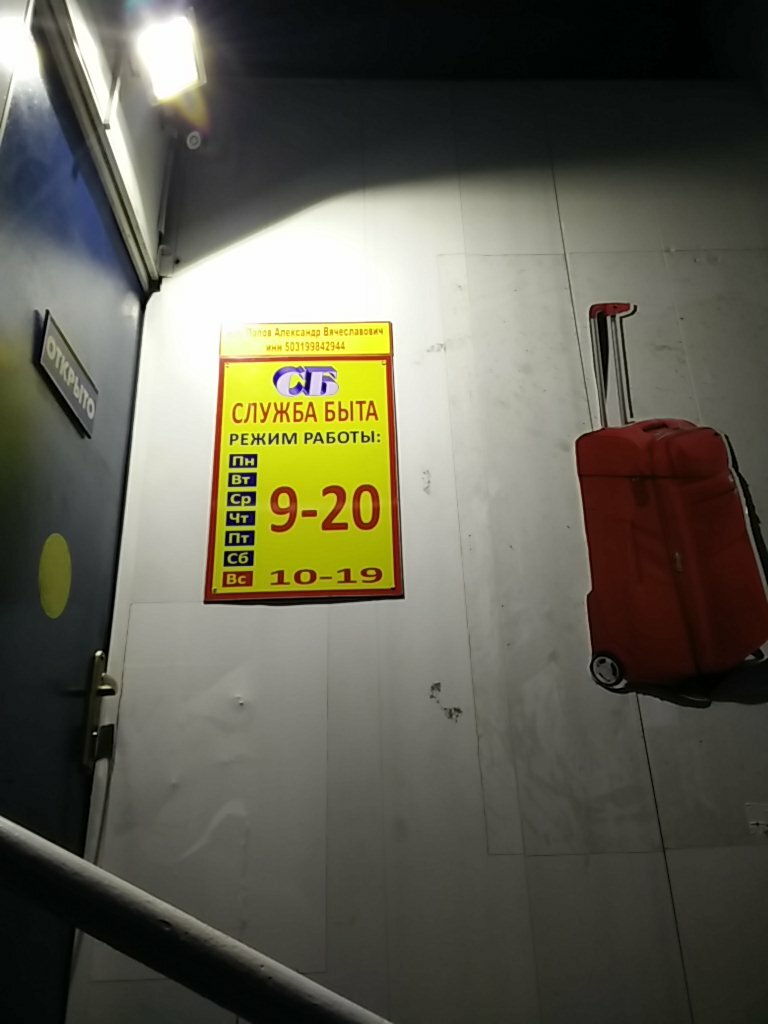 ОТКРЫТО
Попов Александр Вячеславович
инн 503199842944
СБ
СЛУЖБА БЫТА
РЕЖИМ РАБОТЫ:
Пн
Вт
Ср
Чт
Пт
Сб
9-20
Вс 10-19